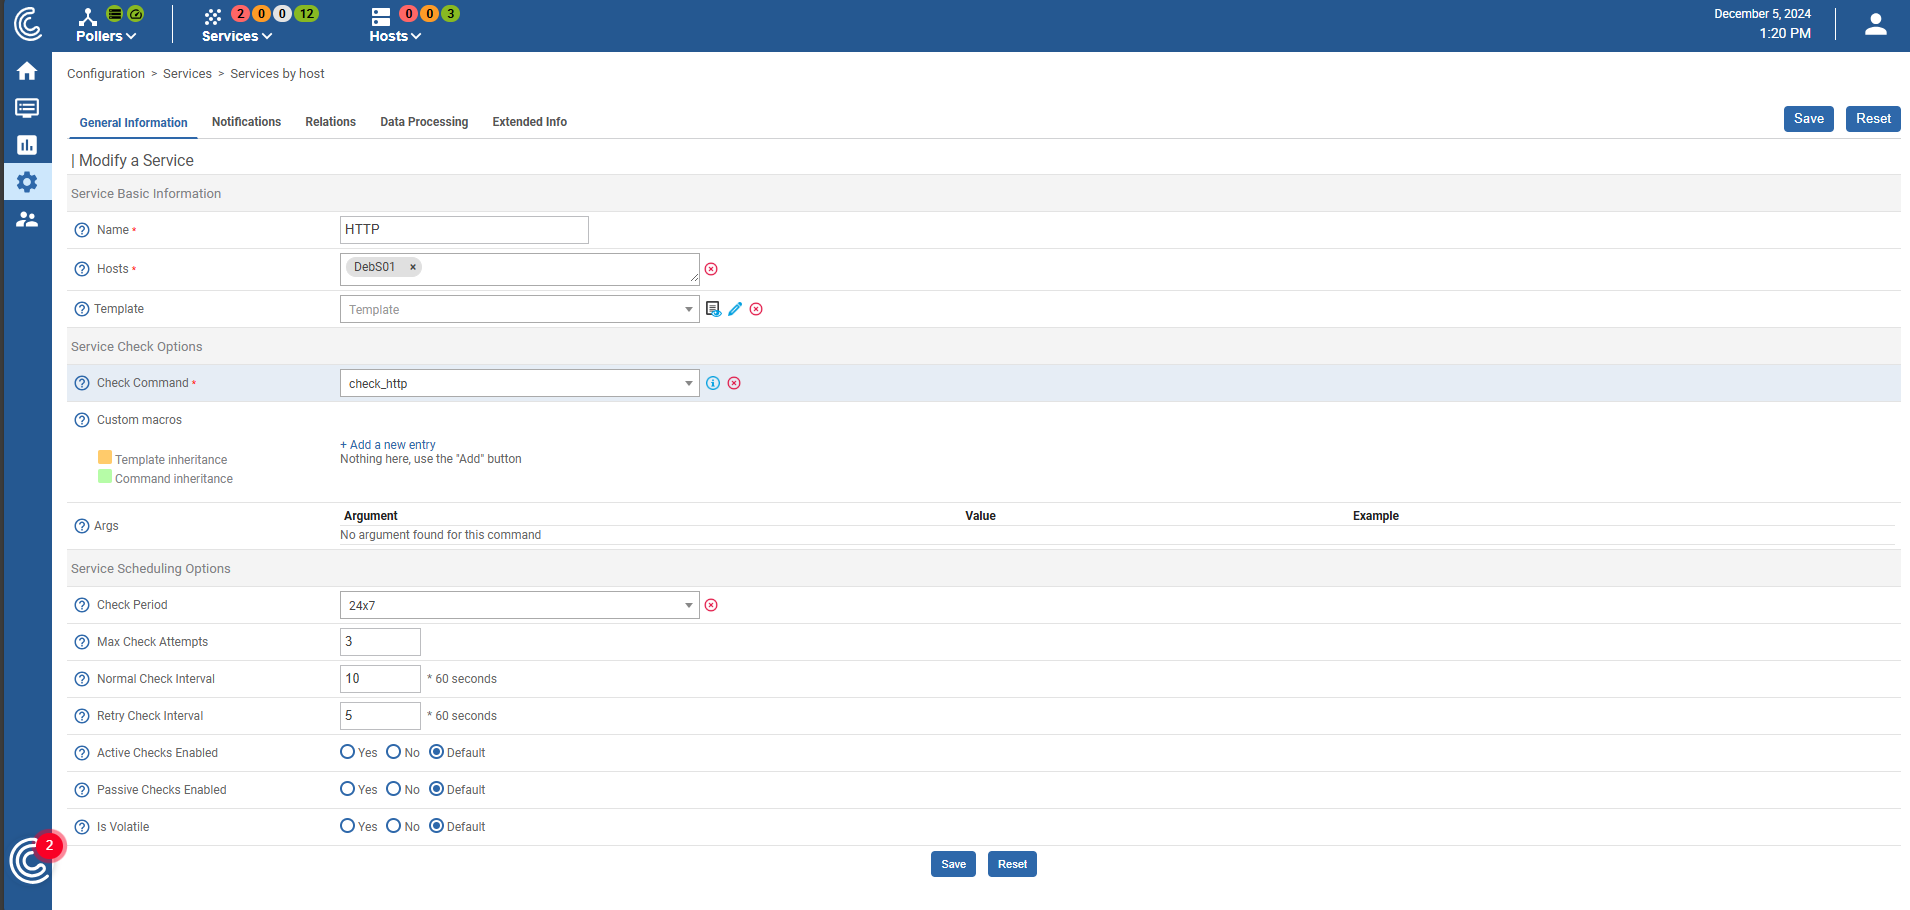 Pollers
Services
2 0 0 12
Hosts
0 0 3
December 5, 2024
1:20 PM
Configuration > Services > Services by host
General Information Notifications Relations Data Processing Extended Info Save Reset
| Modify a Service
Service Basic Information
Name * HTTP
Hosts * DebS01 ×
Template Template
Service Check Options
Check Command * check_http
Custom macros
+ Add a new entry
Template inheritance Nothing here, use the "Add" button
Command inheritance
Argument Value Example
Args
No argument found for this command
Service Scheduling Options
Check Period 24x7
Max Check Attempts 3
Normal Check Interval 10 * 60 seconds
Retry Check Interval 5 * 60 seconds
Active Checks Enabled Yes No Default
Passive Checks Enabled Yes No Default
Is Volatile Yes No Default
2
Save Reset